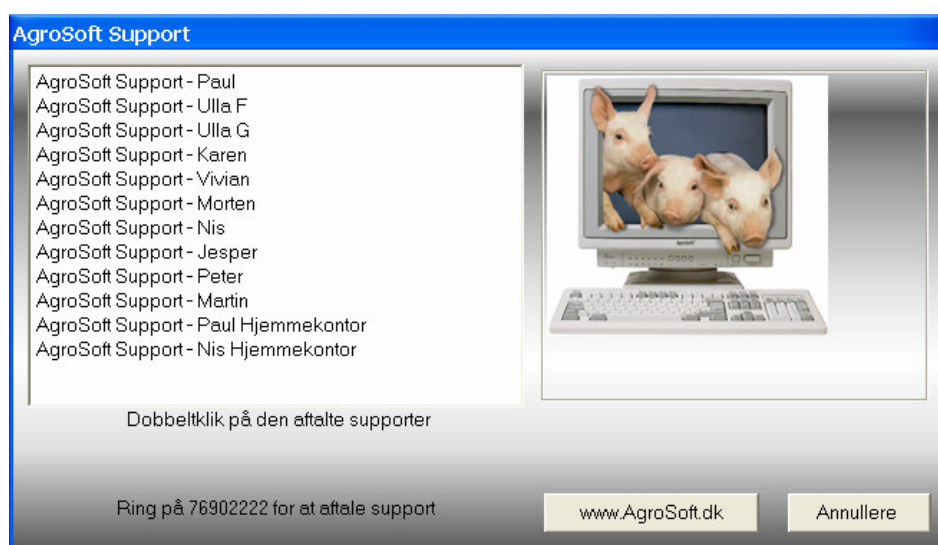 AgroSoft Support
AgroSoft Support - Paul
AgroSoft Support - Ulla F
AgroSoft Support - Ulla G
AgroSoft Support - Karen
AgroSoft Support - Vivian
AgroSoft Support - Morten
AgroSoft Support - Nis
AgroSoft Support - Jesper
AgroSoft Support - Peter
AgroSoft Support - Martin
AgroSoft Support - Paul Hjemmekontor
AgroSoft Support - Nis Hjemmekontor
Dobbeltklik på den aftalte supporter
Ring på 76902222 for at aftale support
www.AgroSoft.dk
Annullere